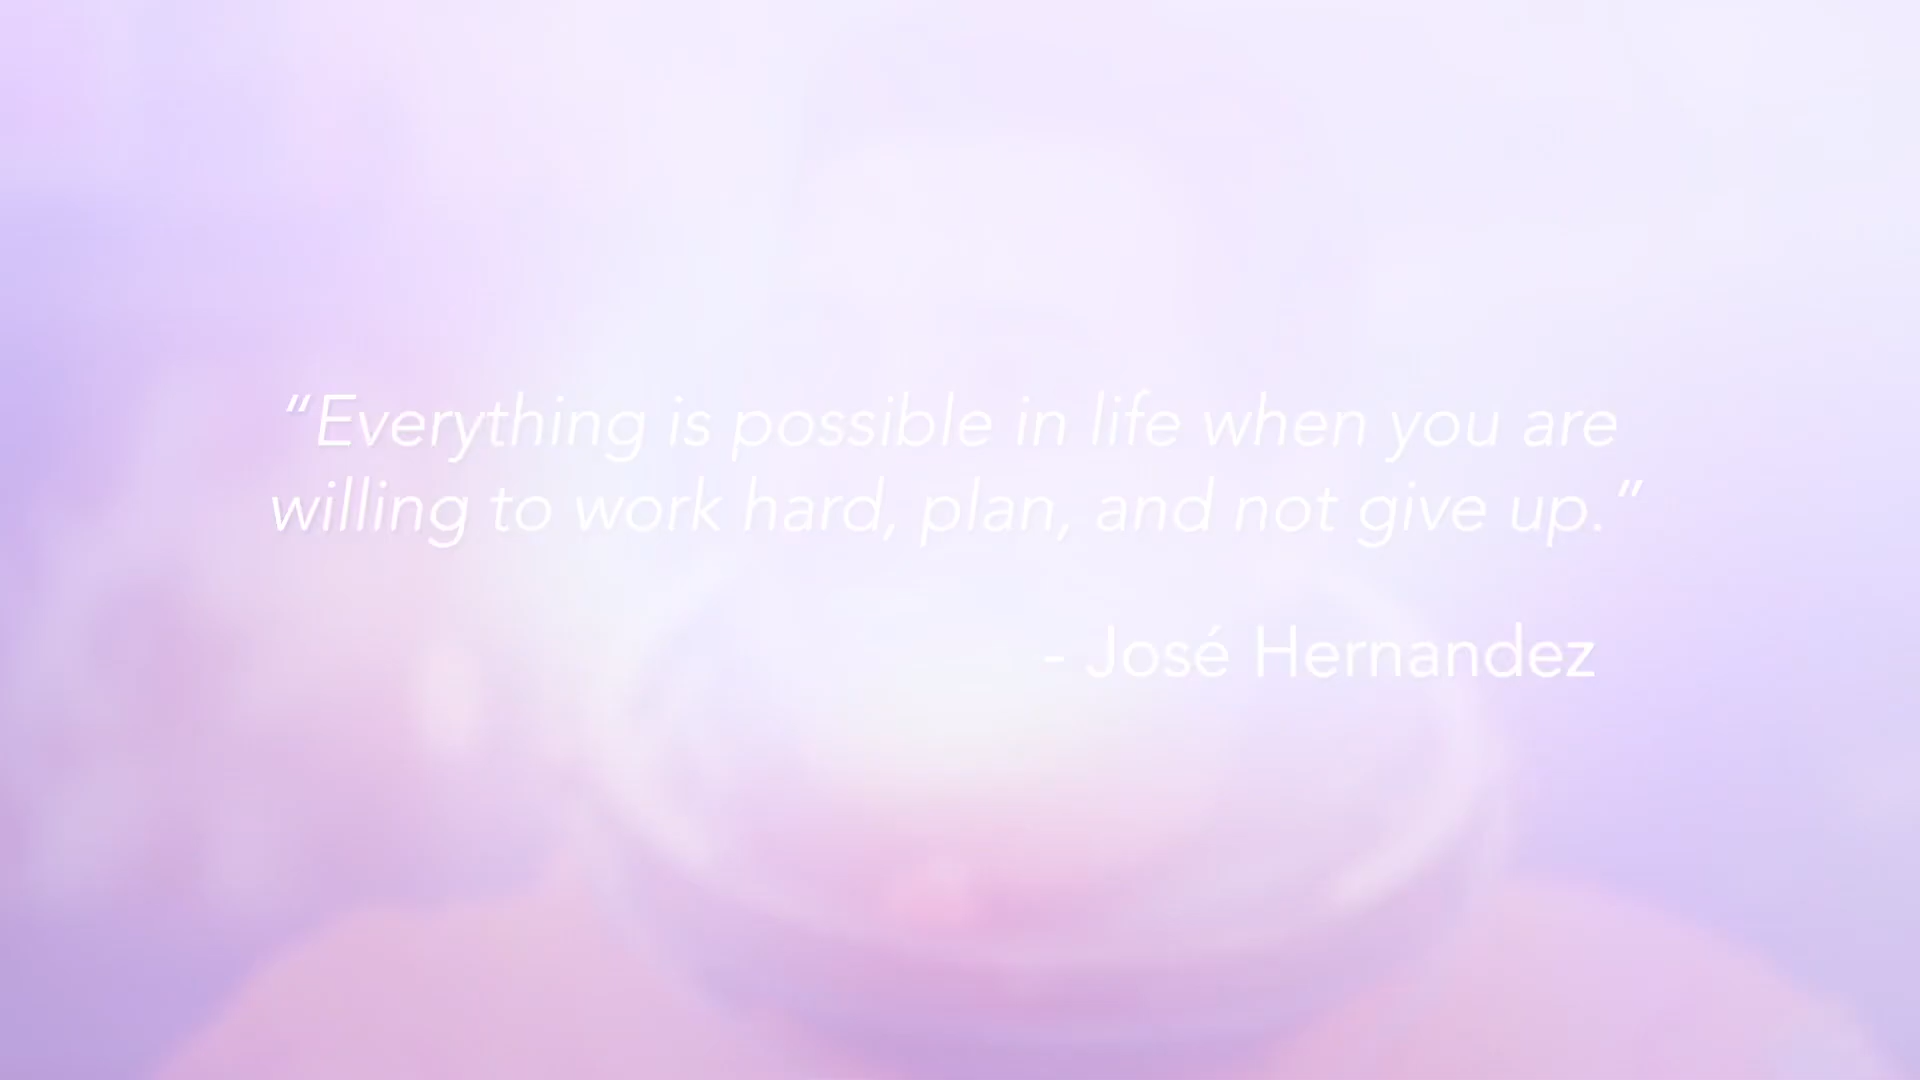 “Everything is possible in life when you are
willing to work hard, plan, and not give up.”
- José Hernandez